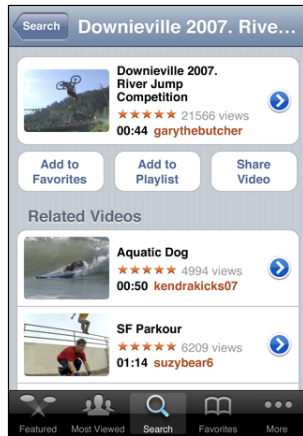 Search
Downieville 2007. Rive...
Downieville 2007.
River Jump
Competition
21566 views
00:44 garythebutcher
Add to
Favorites
Add to
Playlist
Share
Video
Related Videos
Aquatic Dog
4994 views
00:50 kendrakicks07
SF Parkour
6209 views
01:14 suzybear6
Featured
Most Viewed
Search
Favorites
More